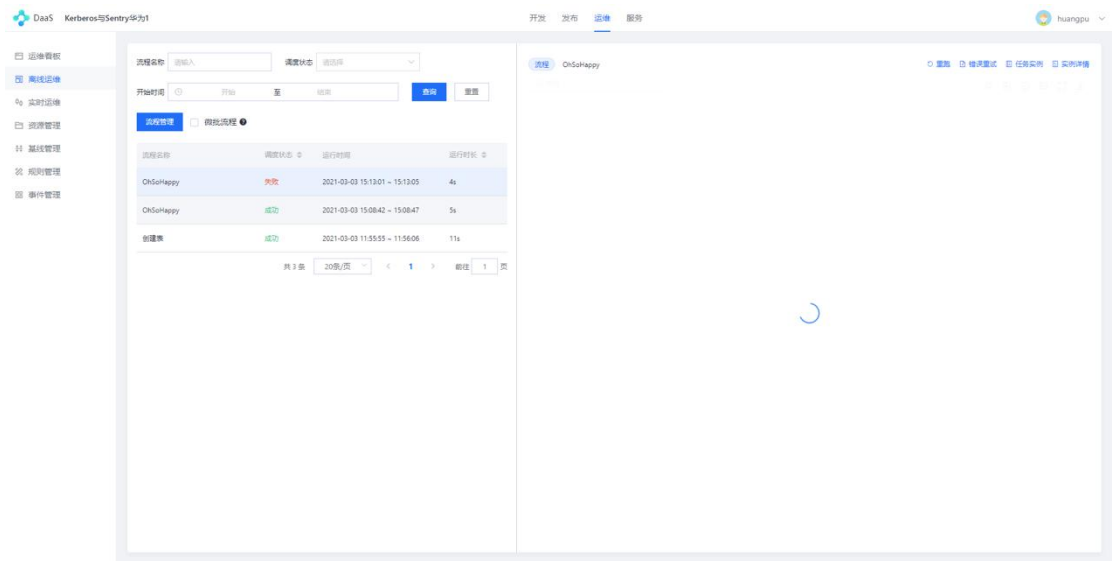 DaaS Kerberos与Sentry华为1 开发 发布 运维 服务 huangpu
运维看板
离线运维
实时运维
资源管理
基线管理
规则管理
事件管理
流程名称 请输入 调度状态 请选择
开始时间 开始 至 结束 查询 重置
流程管理 微批流程
流程名称 调度状态 运行时间 运行时长
OhSoHappy 失败 2021-03-03 15:13:01 ~ 15:13:05 4s
OhSoHappy 成功 2021-03-03 15:08:42 ~ 15:08:47 5s
创建表 成功 2021-03-03 11:55:55 ~ 11:56:06 11s
共 3 条 20条/页 < 1 > 前往 1 页
流程 OhSoHappy 重跑 错误重试 任务实例 实例详情